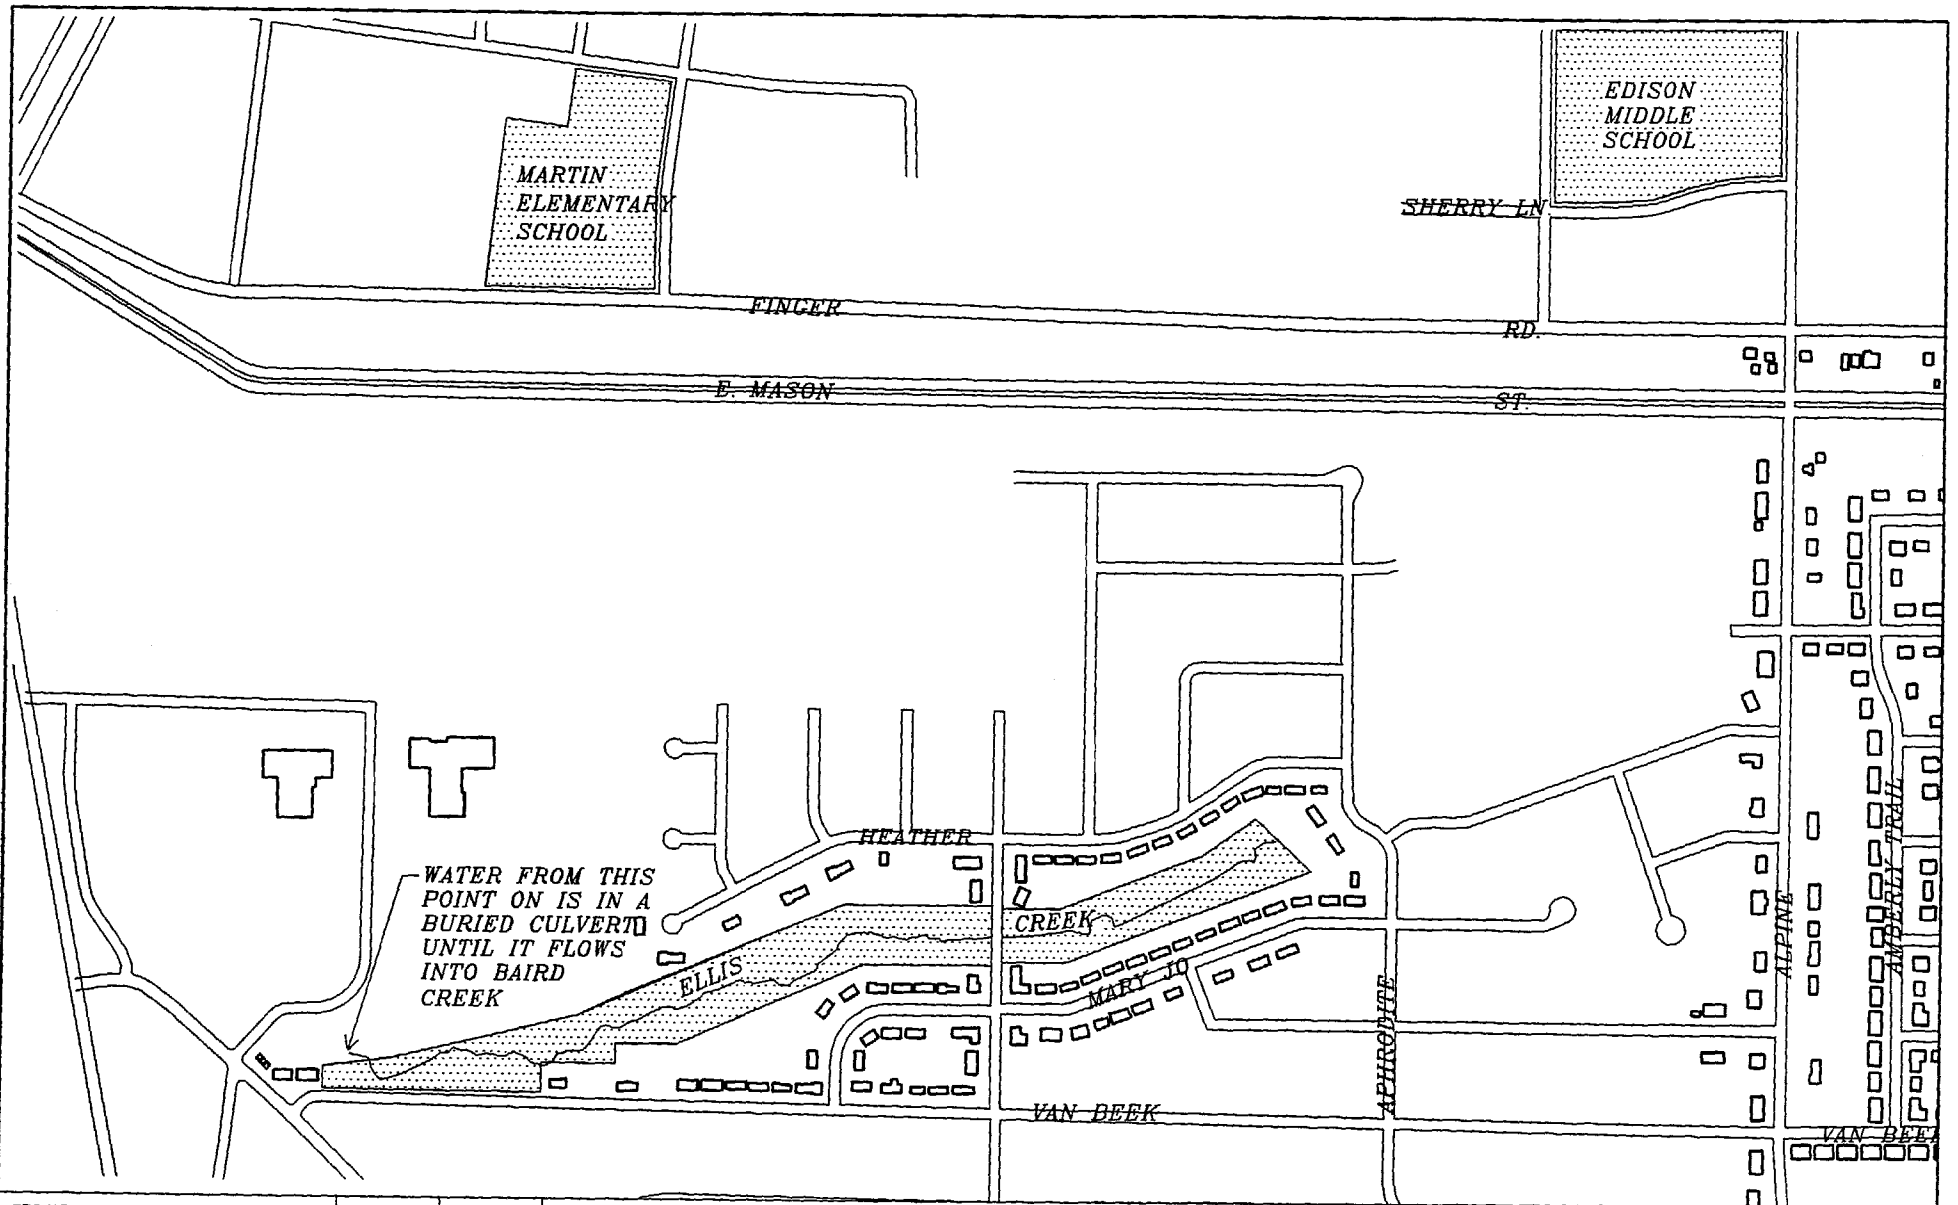 EDISON
MIDDLE
SCHOOL
MARTIN
ELEMENTARY
SCHOOL
SHERRY LN
FINGER
RD.
E. MASON
ST.
HEATHER
WATER FROM THIS
POINT ON IS IN A
BURIED CULVERT
UNTIL IT FLOWS
INTO BAIRD
CREEK
ELLIS
CREEK
MARY JO
APHRODITE
ALPINE
AMBERLY TRAIL
VAN BEEK
VAN BEEK